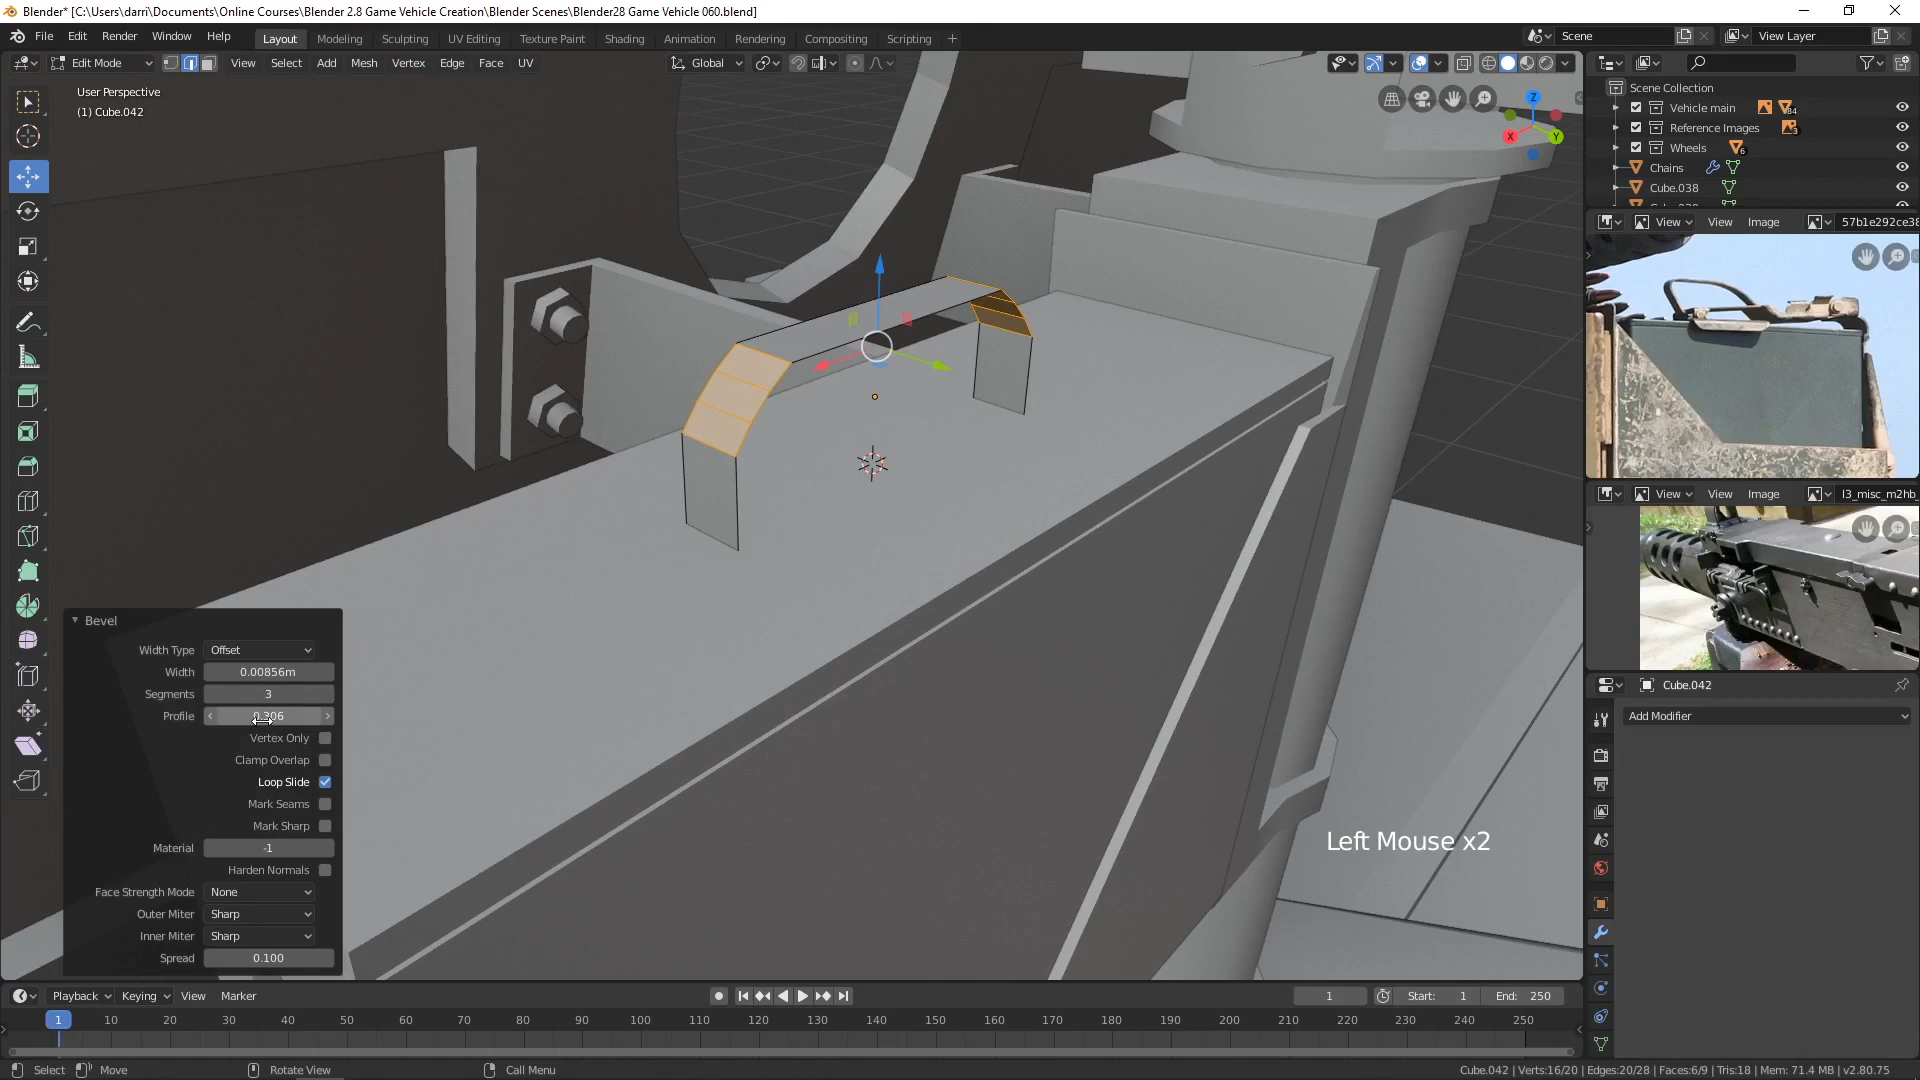 Blender* [C:\Users\darri\Documents\Online Courses\Blender 2.8 Game Vehicle Creation\Blender Scenes\Blender28 Game Vehicle 060.blend]
File Edit Render Window Help
Layout Modeling Sculpting UV Editing Texture Paint Shading Animation Rendering Compositing Scripting +
Scene View Layer
Edit Mode View Select Add Mesh Vertex Edge Face UV
Global
User Perspective
(1) Cube.042
Z
X
Y
Scene Collection
Vehicle main 84
Reference Images 3
Wheels 6
Chains
Cube.038
View View Image 57b1e292ce38
View View Image l3_misc_m2hb_
Cube.042
Add Modifier
Bevel
Width Type Offset
Width 0.00856m
Segments 3
Profile 0.306
Vertex Only
Clamp Overlap
Loop Slide
Mark Seams
Mark Sharp
Material -1
Harden Normals
Face Strength Mode None
Outer Miter Sharp
Inner Miter Sharp
Spread 0.100
Left Mouse x2
Playback Keying View Marker
1 Start: 1 End: 250
1 10 20 30 40 50 60 70 80 90 100 110 120 130 140 150 160 170 180 190 200 210 220 230 240 250
Select Move Rotate View Call Menu
Cube.042 | Verts:16/20 | Edges:20/28 | Faces:6/9 | Tris:18 | Mem: 71.4 MB | v2.80.75